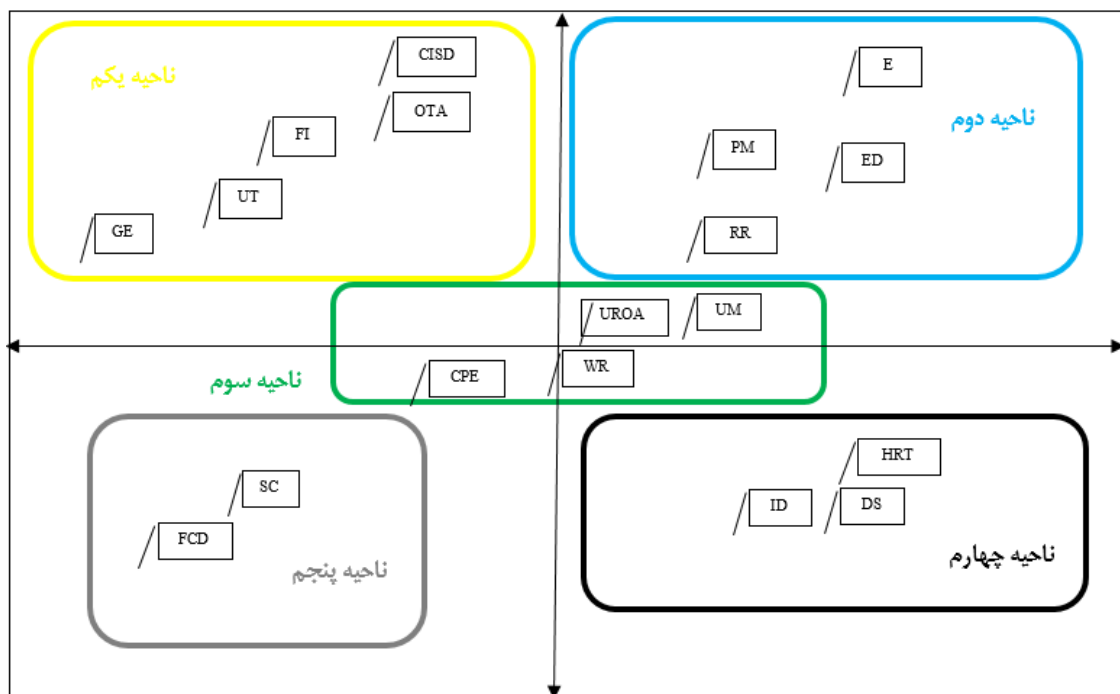 CISD
ناحیه یکم
OTA
FI
UT
GE
E
ناحیه دوم
PM
ED
RR
UROA
UM
WR
CPE
ناحیه سوم
SC
FCD
ناحیه پنجم
HRT
ID
DS
ناحیه چهارم